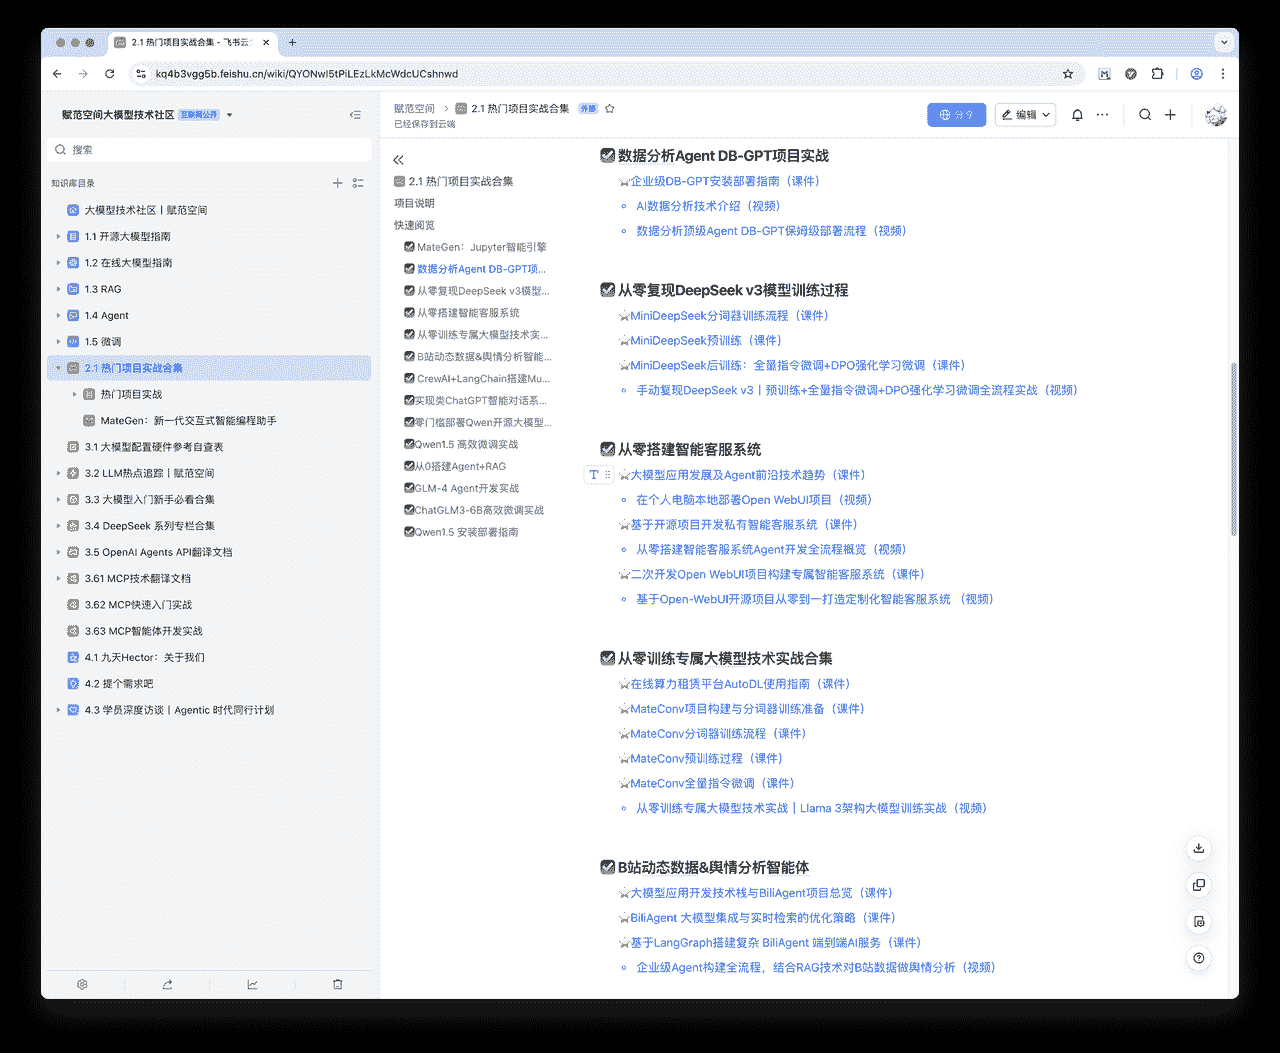 2.1 热门项目实战合集 - 飞书云
kq4b3vgg5b.feishu.cn/wiki/QYONwI5tPiLEzLkMcWdcUCshnwd
赋范空间大模型技术社区 互联网公开
搜索
知识库目录
大模型技术社区丨赋范空间
1.1 开源大模型指南
1.2 在线大模型指南
1.3 RAG
1.4 Agent
1.5 微调
2.1 热门项目实战合集
热门项目实战
MateGen：新一代交互式智能编程助手
3.1 大模型配置硬件参考自查表
3.2 LLM热点追踪丨赋范空间
3.3 大模型入门新手必看合集
3.4 DeepSeek 系列专栏合集
3.5 OpenAI Agents API翻译文档
3.61 MCP技术翻译文档
3.62 MCP快速入门实战
3.63 MCP智能体开发实战
4.1 九天Hector：关于我们
4.2 提个需求吧
4.3 学员深度访谈丨Agentic 时代同行计划
赋范空间 2.1 热门项目实战合集 外部
已经保存到云端
分享
编辑
2.1 热门项目实战合集
项目说明
快速阅览
MateGen：Jupyter智能引擎
数据分析Agent DB-GPT项...
从零复现DeepSeek v3模型...
从零搭建智能客服系统
从零训练专属大模型技术实...
B站动态数据&舆情分析智能...
CrewAI+LangChain搭建Mu...
实现类ChatGPT智能对话系...
零门槛部署Qwen开源大模型...
Qwen1.5 高效微调实战
从0搭建Agent+RAG
GLM-4 Agent开发实战
ChatGLM3-6B高效微调实战
Qwen1.5 安装部署指南
数据分析Agent DB-GPT项目实战
企业级DB-GPT安装部署指南（课件）
AI数据分析技术介绍（视频）
数据分析顶级Agent DB-GPT保姆级部署流程（视频）
从零复现DeepSeek v3模型训练过程
MiniDeepSeek分词器训练流程（课件）
MiniDeepSeek预训练（课件）
MiniDeepSeek后训练：全量指令微调+DPO强化学习微调（课件）
手动复现DeepSeek v3丨预训练+全量指令微调+DPO强化学习微调全流程实战（视频）
从零搭建智能客服系统
大模型应用发展及Agent前沿技术趋势（课件）
在个人电脑本地部署Open WebUI项目（视频）
基于开源项目开发私有智能客服系统（课件）
从零搭建智能客服系统Agent开发全流程概览（视频）
二次开发Open WebUI项目构建专属智能客服系统（课件）
基于Open-WebUI开源项目从零到一打造定制化智能客服系统 （视频）
从零训练专属大模型技术实战合集
在线算力租赁平台AutoDL使用指南（课件）
MateConv项目构建与分词器训练准备（课件）
MateConv分词器训练流程（课件）
MateConv预训练过程（课件）
MateConv全量指令微调（课件）
从零训练专属大模型技术实战丨Llama 3架构大模型训练实战（视频）
B站动态数据&舆情分析智能体
大模型应用开发技术栈与BiliAgent项目总览（课件）
BiliAgent 大模型集成与实时检索的优化策略（课件）
基于LangGraph搭建复杂 BiliAgent 端到端AI服务（课件）
企业级Agent构建全流程，结合RAG技术对B站数据做舆情分析（视频）